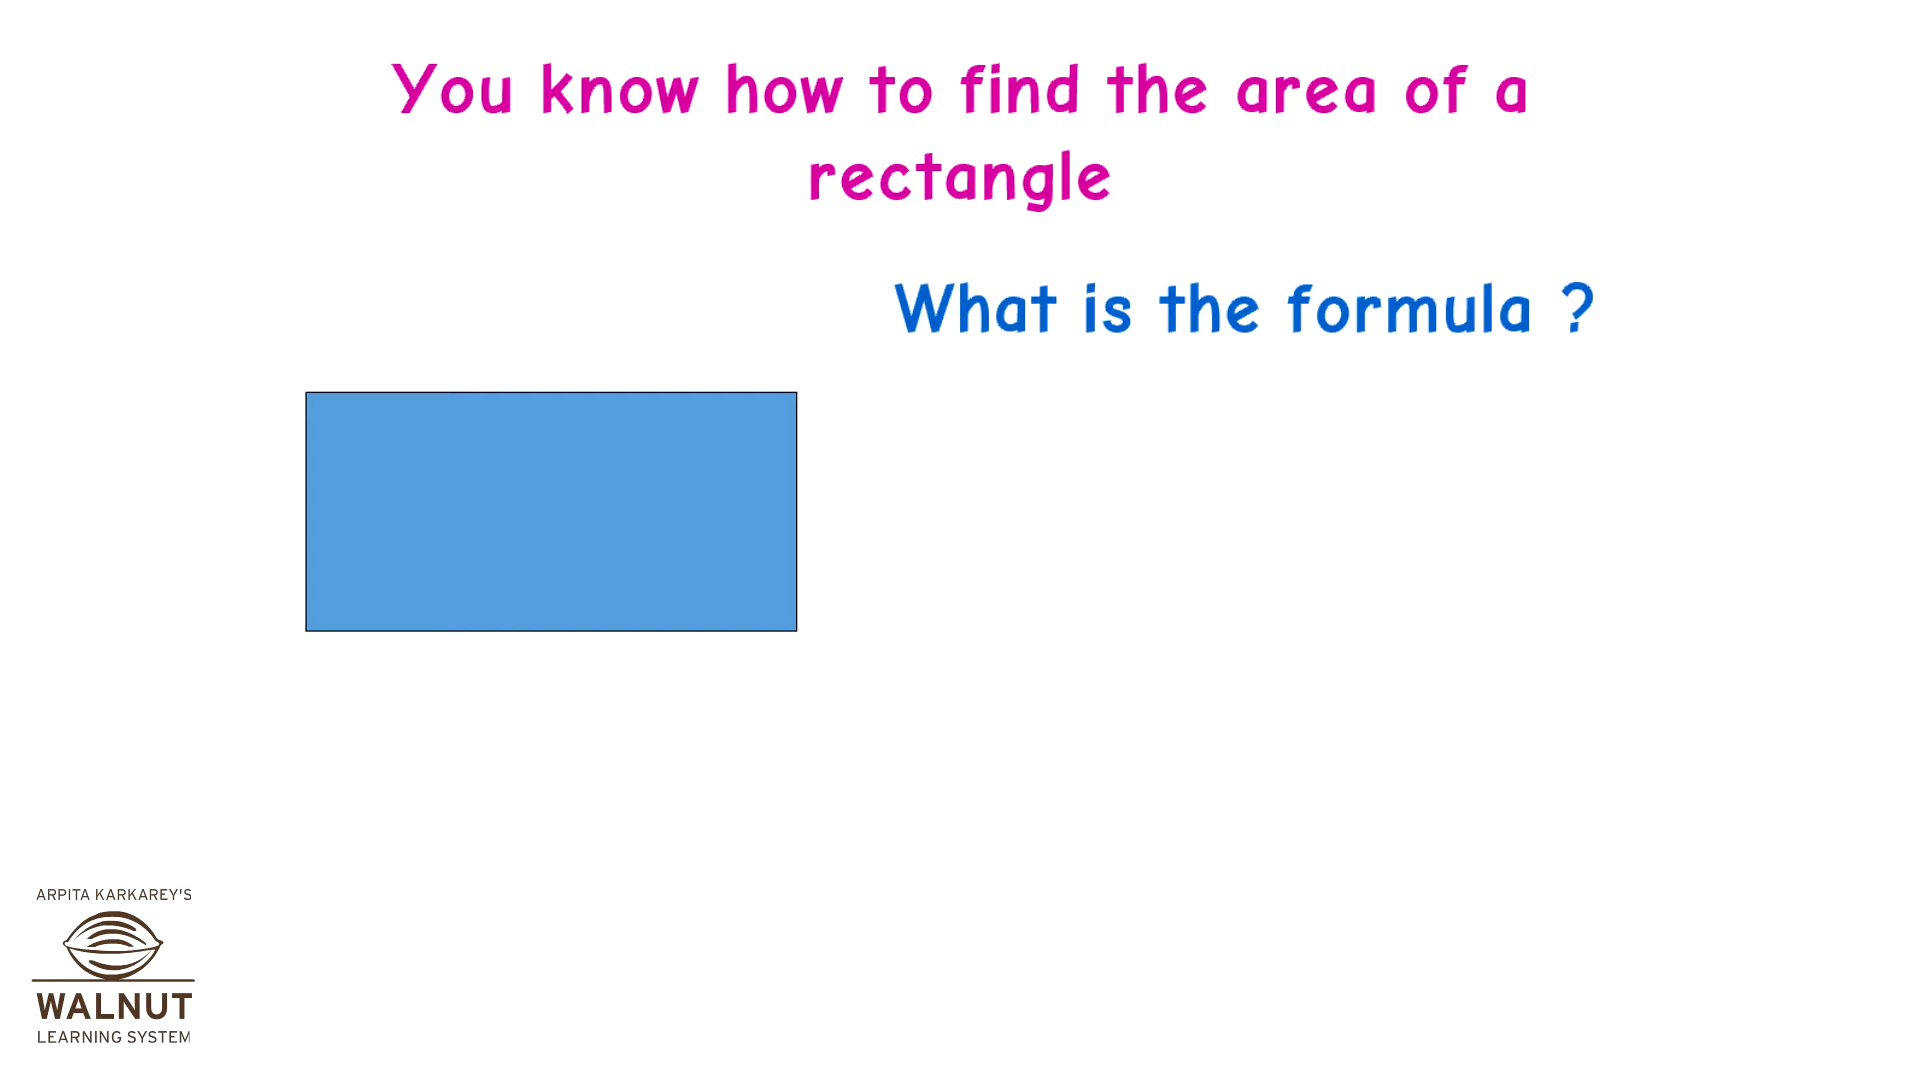 You know how to find the area of a
rectangle
What is the formula ?
ARPITA KARKAREY'S
WALNUT
LEARNING SYSTEM